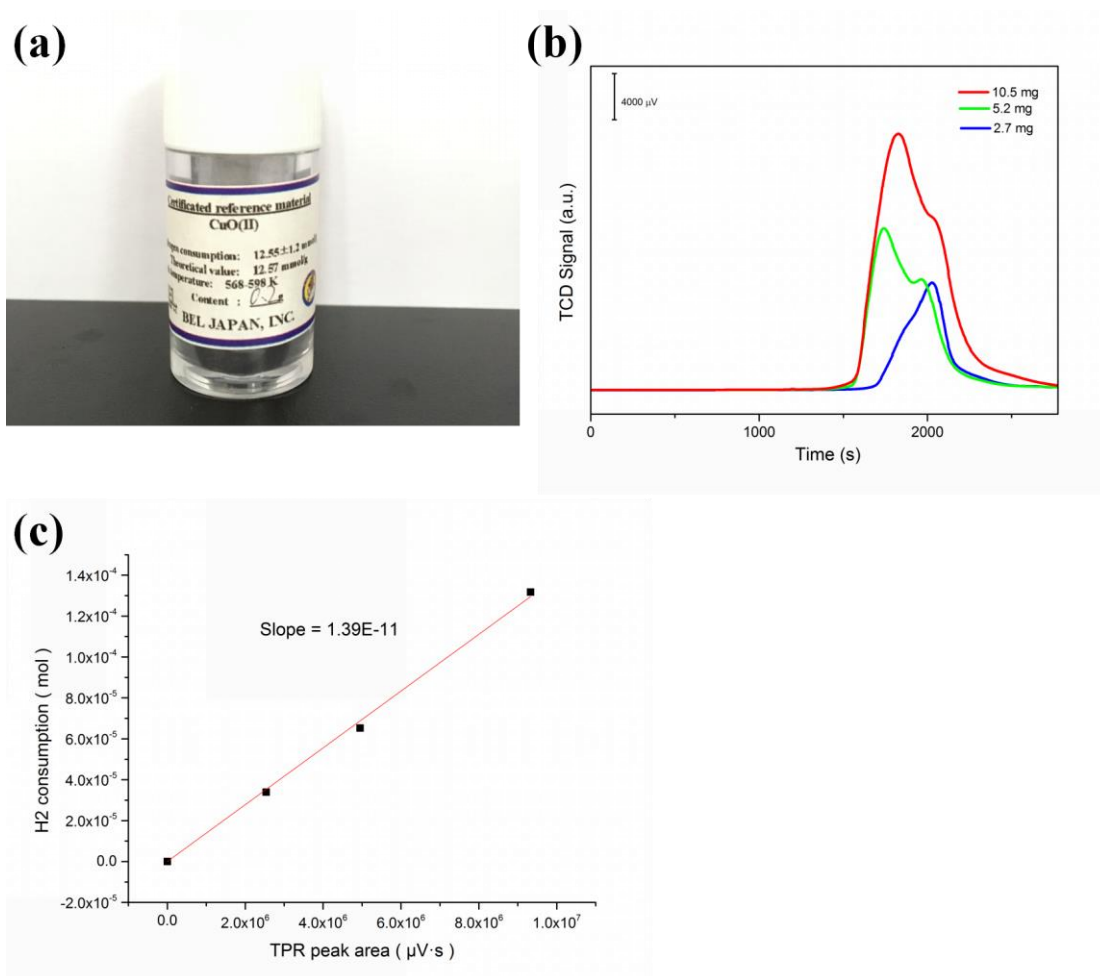 (a)
Certificated reference material
CuO(II)
consumption: 12.55±1.2
Theoretical value: 12.57 mmol/g
568-598 K
Content :
BEL JAPAN, INC.
(b)
4000 μV
10.5 mg
5.2 mg
2.7 mg
TCD Signal (a.u.)
0 1000 2000
Time (s)
(c)
1.4x10⁻⁴
1.2x10⁻⁴
1.0x10⁻⁴
8.0x10⁻⁵
6.0x10⁻⁵
4.0x10⁻⁵
2.0x10⁻⁵
0.0
-2.0x10⁻⁵
H2 consumption ( mol )
Slope = 1.39E-11
0.0 2.0x10⁶ 4.0x10⁶ 6.0x10⁶ 8.0x10⁶ 1.0x10⁷
TPR peak area ( μV·s )